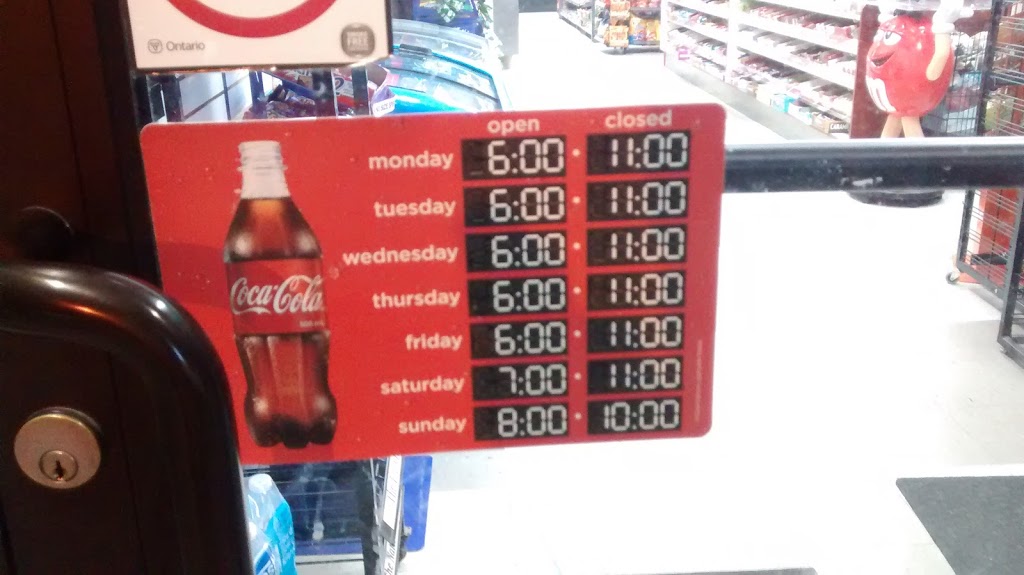 Ontario
open closed
monday 6:00 • 11:00
tuesday 6:00 • 11:00
wednesday 6:00 • 11:00
thursday 6:00 • 11:00
friday 6:00 • 11:00
saturday 7:00 • 11:00
sunday 8:00 • 10:00
Coca-Cola